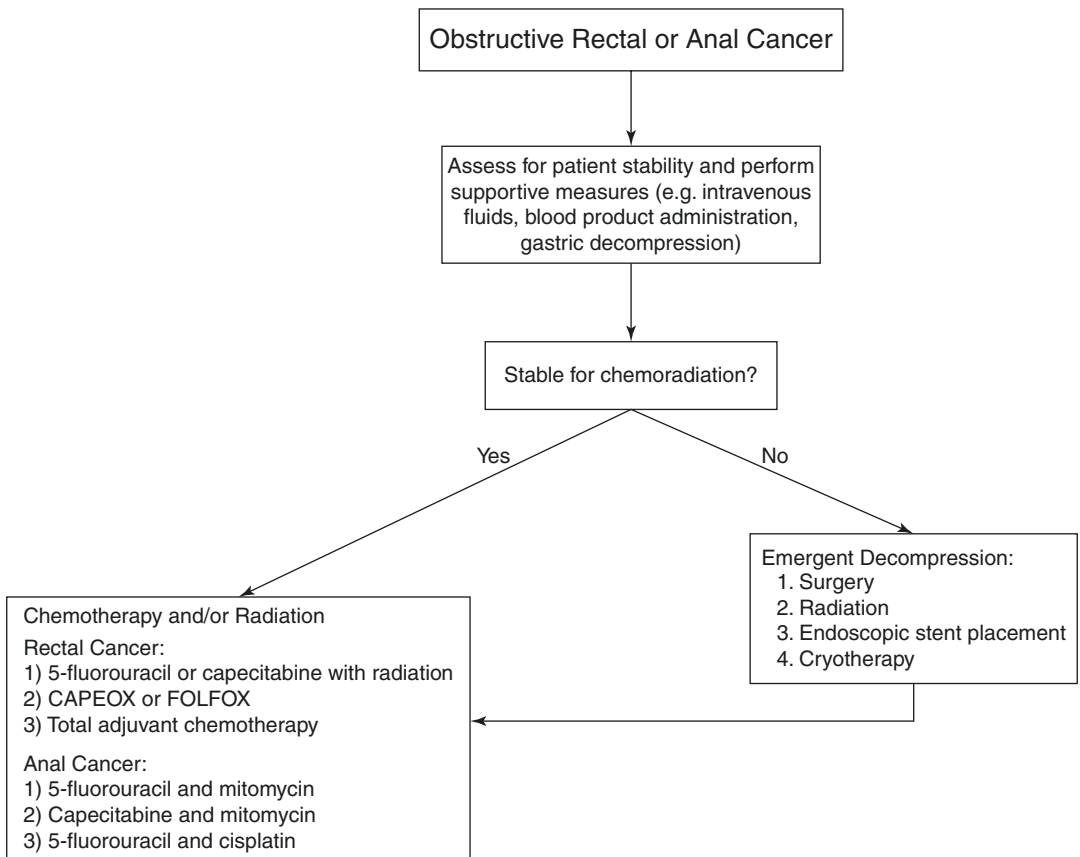 Obstructive Rectal or Anal Cancer
Assess for patient stability and perform
supportive measures (e.g. intravenous
fluids, blood product administration,
gastric decompression)
Stable for chemoradiation?
Yes
No
Emergent Decompression:
1. Surgery
2. Radiation
3. Endoscopic stent placement
4. Cryotherapy
Chemotherapy and/or Radiation
Rectal Cancer:
1) 5-fluorouracil or capecitabine with radiation
2) CAPEOX or FOLFOX
3) Total adjuvant chemotherapy
Anal Cancer:
1) 5-fluorouracil and mitomycin
2) Capecitabine and mitomycin
3) 5-fluorouracil and cisplatin